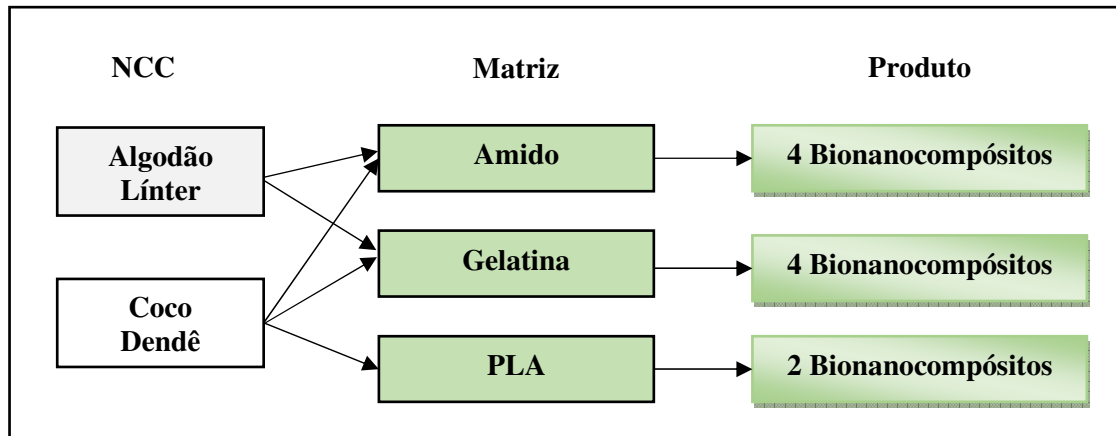 NCC
Matriz
Produto
Algodão
Línter
Amido
4 Bionanocompósitos
Gelatina
4 Bionanocompósitos
Coco
Dendê
PLA
2 Bionanocompósitos